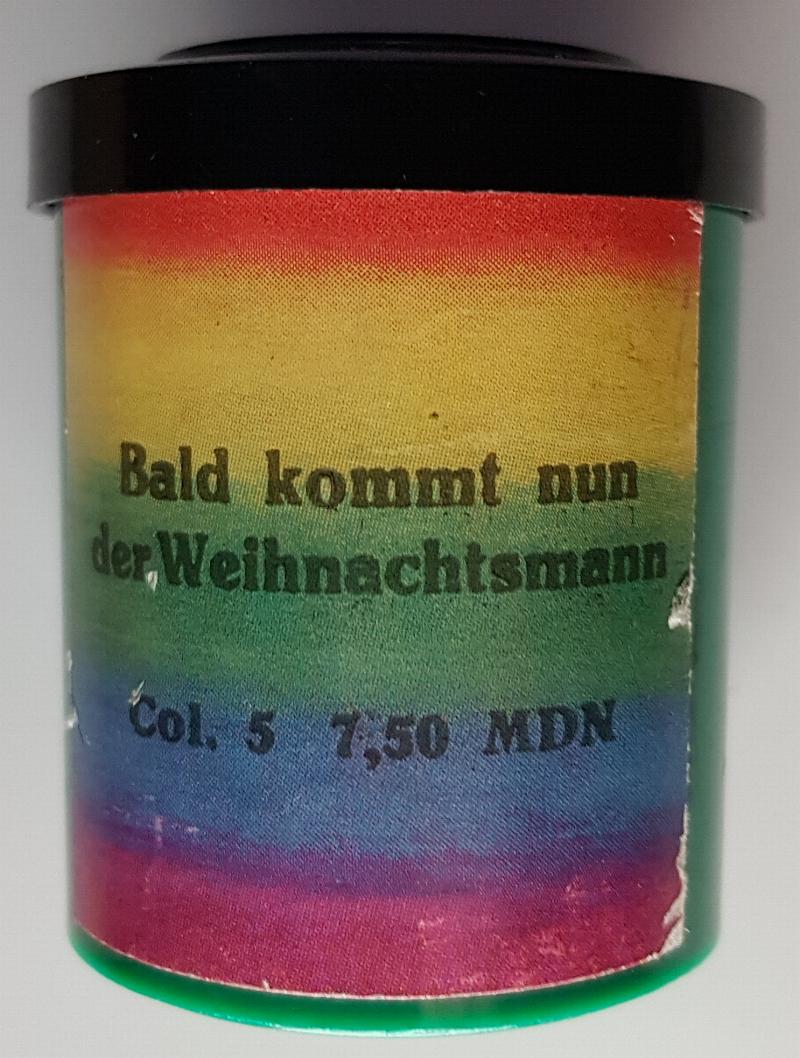 Bald kommt nun
der Weihnachtsmann
Col. 5 7,50 MDN